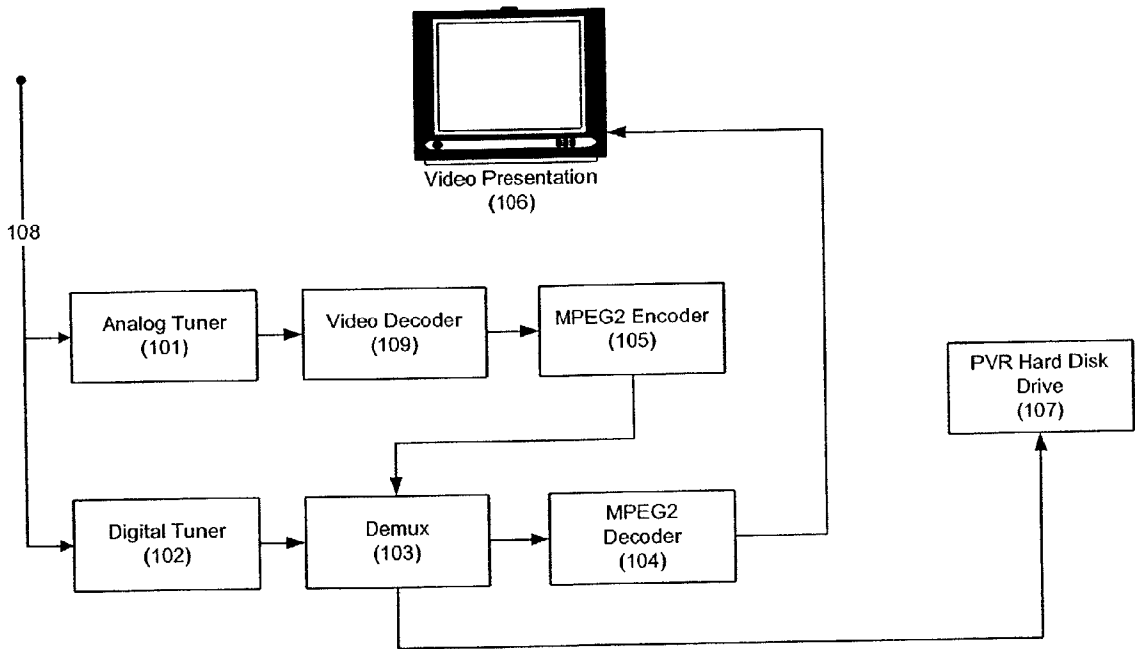 Video Presentation
(106)
108
Analog Tuner
(101)
Video Decoder
(109)
MPEG2 Encoder
(105)
PVR Hard Disk
Drive
(107)
Digital Tuner
(102)
Demux
(103)
MPEG2
Decoder
(104)